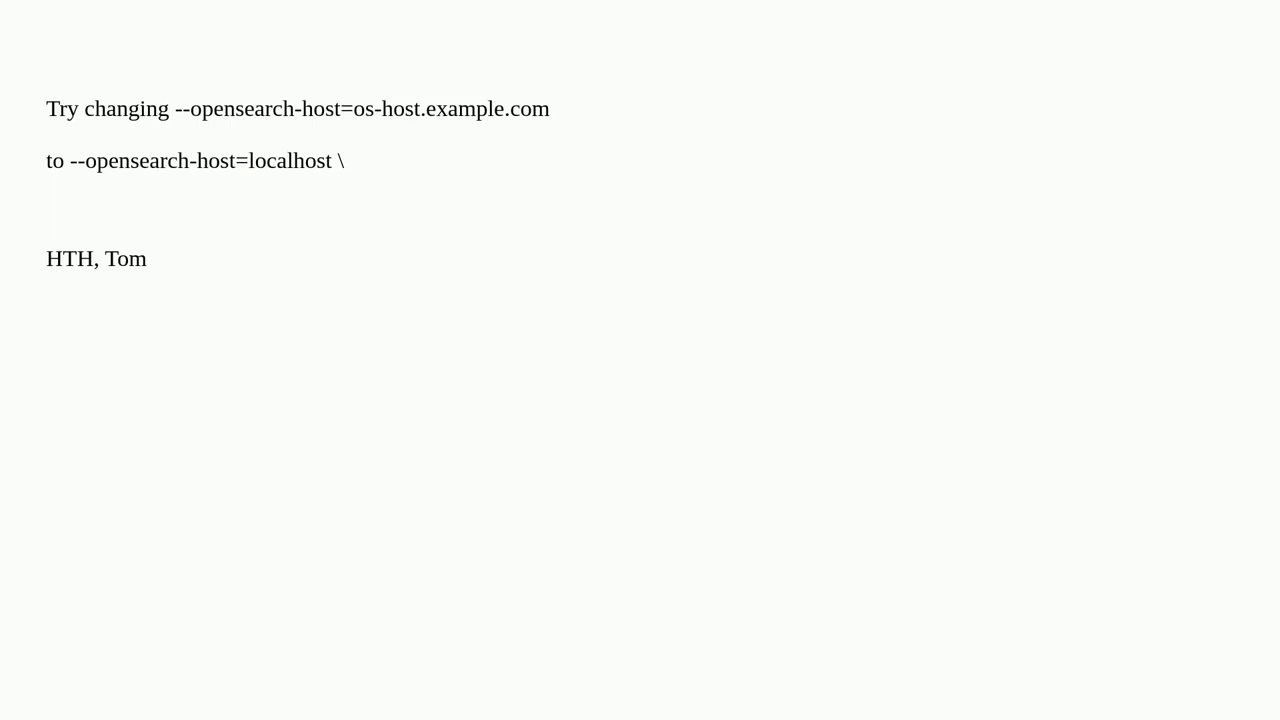 Try changing --opensearch-host=os-host.example.com
to --opensearch-host=localhost \
HTH, Tom